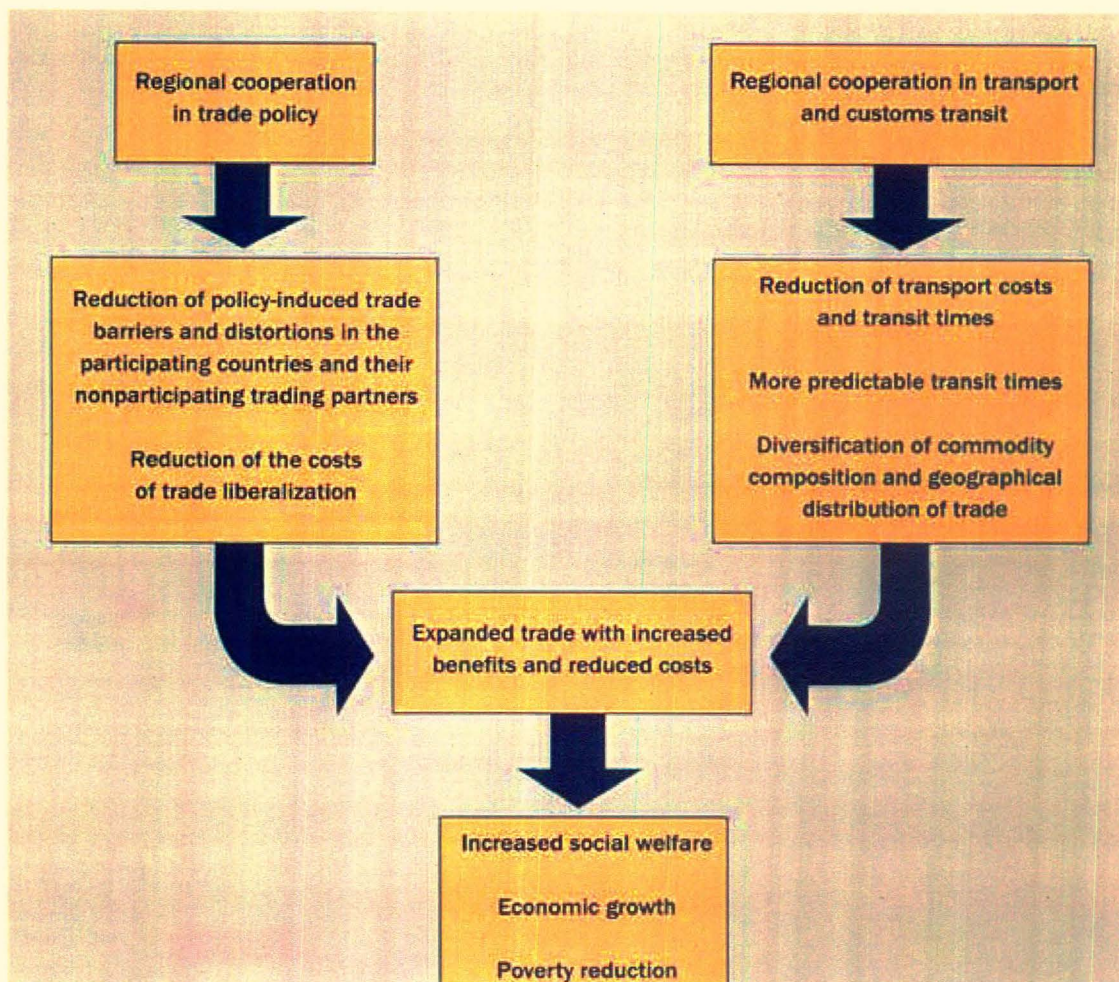 Regional cooperation
in trade policy
Regional cooperation in transport
and customs transit
Reduction of policy-induced trade
barriers and distortions in the
participating countries and their
nonparticipating trading partners
Reduction of the costs
of trade liberalization
Reduction of transport costs
and transit times
More predictable transit times
Diversification of commodity
composition and geographical
distribution of trade
Expanded trade with increased
benefits and reduced costs
Increased social welfare
Economic growth
Poverty reduction